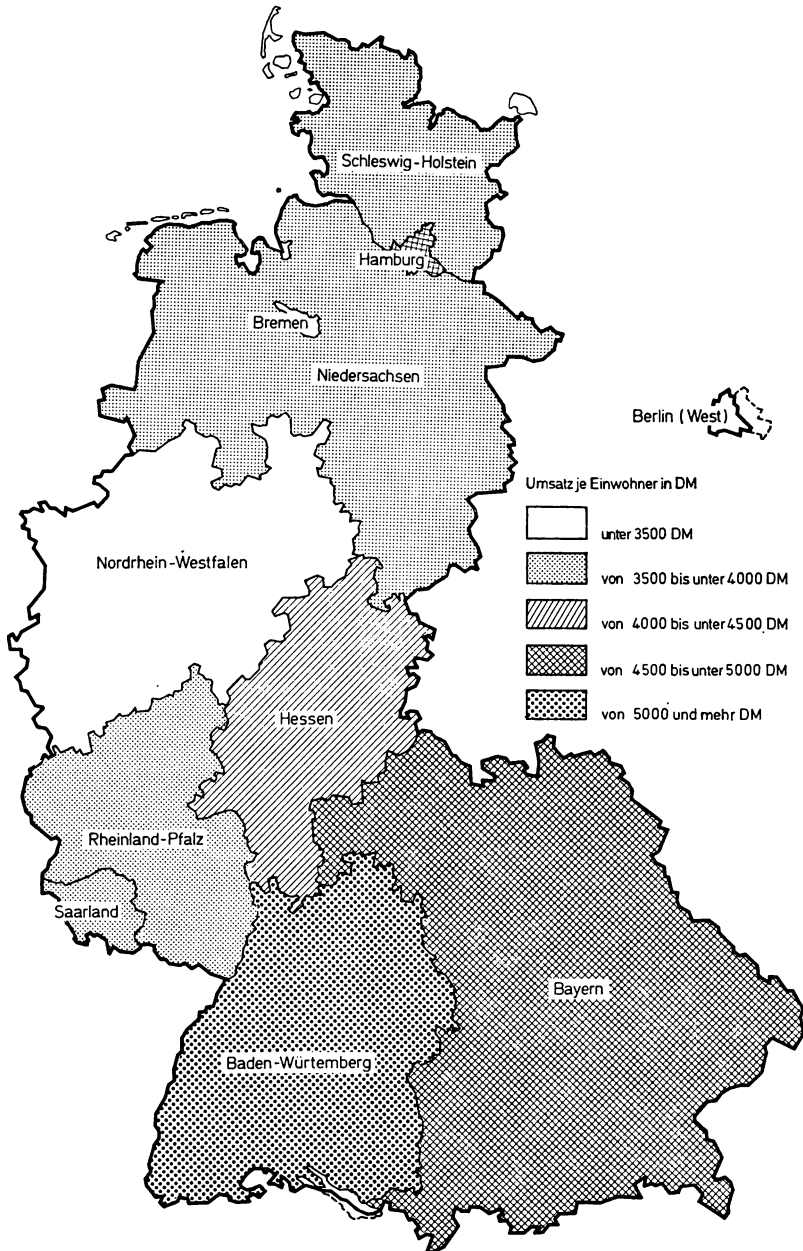 Schleswig-Holstein
Hamburg
Bremen
Niedersachsen
Berlin (West)
Umsatz je Einwohner in DM
unter 3500 DM
Nordrhein-Westfalen
von 3500 bis unter 4000 DM
von 4000 bis unter 4500 DM
von 4500 bis unter 5000 DM
von 5000 und mehr DM
Hessen
Rheinland-Pfalz
Saarland
Bayern
Baden-Würtemberg